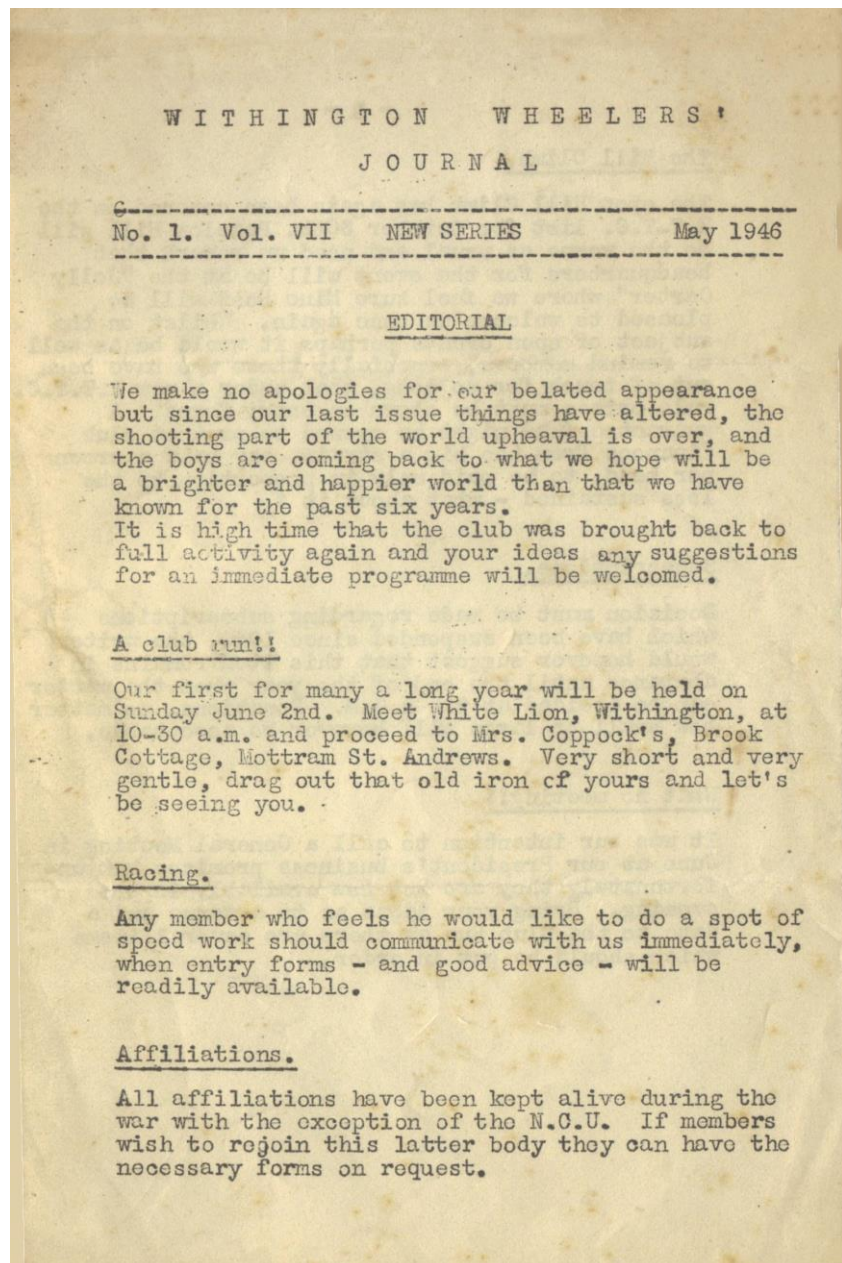 WITHINGTON WHEELERS'
JOURNAL
No. 1. Vol. VII NEW SERIES May 1946
EDITORIAL
We make no apologies for our belated appearance
but since our last issue things have altered, the
shooting part of the world upheaval is over, and
the boys are coming back to what we hope will be
a brighter and happier world than that we have
known for the past six years.
It is high time that the club was brought back to
full activity again and your ideas any suggestions
for an immediate programme will be welcomed.
A club run!!
Our first for many a long year will be held on
Sunday June 2nd. Meet White Lion, Withington, at
10-30 a.m. and proceed to Mrs. Coppock's, Brook
Cottage, Mottram St. Andrews. Very short and very
gentle, drag out that old iron of yours and let's
be seeing you.
Racing.
Any member who feels he would like to do a spot of
speed work should communicate with us immediately,
when entry forms - and good advice - will be
readily available.
Affiliations.
All affiliations have been kept alive during the
war with the exception of the N.C.U. If members
wish to rejoin this latter body they can have the
necessary forms on request.